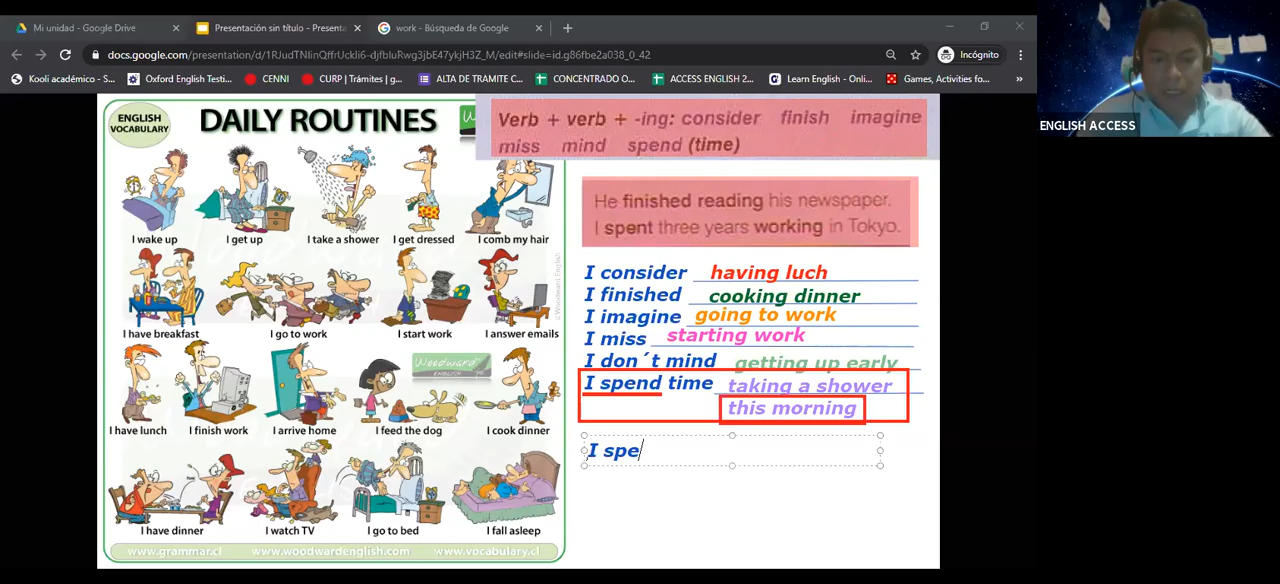 Mi unidad - Google Drive
Presentación sin título - Presenta
work - Búsqueda de Google
docs.google.com/presentation/d/1RJudTNIinQffrUckli6-djfbIuRwg3jbE47ykjH3Z_M/edit#slide=id.g86fbe2a038_0_42
Incógnito
Kooli académico - S...
Oxford English Testi...
CENNI
CURP | Trámites | g...
ALTA DE TRAMITE C...
CONCENTRADO O...
ACCESS ENGLISH 2...
Learn English - Onli...
Games, Activities fo...
»
ENGLISH ACCESS
ENGLISH
VOCABULARY
DAILY ROUTINES
I wake up
I get up
I take a shower
I get dressed
I comb my hair
I have breakfast
I go to work
I start work
I answer emails
Woodward
ENGLISH
I have lunch
I finish work
I arrive home
I feed the dog
I cook dinner
I have dinner
I watch TV
I go to bed
I fall asleep
www.grammar.cl www.woodwardenglish.com www.vocabulary.cl
Verb + verb + -ing: consider finish imagine
miss mind spend (time)
He finished reading his newspaper.
I spent three years working in Tokyo.
I consider having luch
I finished cooking dinner
I imagine going to work
I miss starting work
I don´t mind getting up early
I spend time taking a shower
this morning
I spe